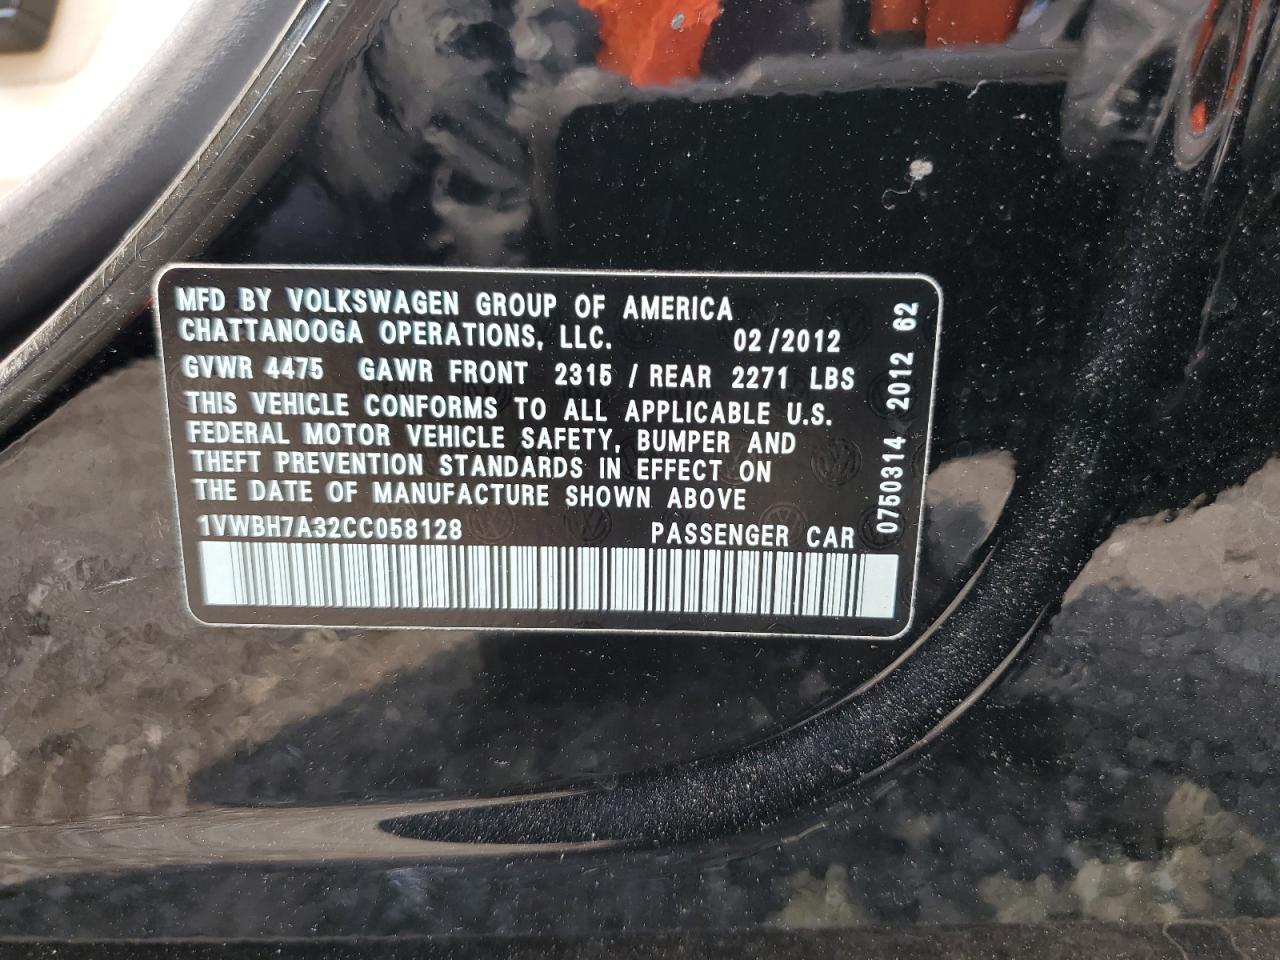 MFD BY VOLKSWAGEN GROUP OF AMERICA
CHATTANOOGA OPERATIONS, LLC. 02/2012
GVWR 4475 GAWR FRONT 2315 / REAR 2271 LBS
THIS VEHICLE CONFORMS TO ALL APPLICABLE U.S.
FEDERAL MOTOR VEHICLE SAFETY, BUMPER AND
THEFT PREVENTION STANDARDS IN EFFECT ON
THE DATE OF MANUFACTURE SHOWN ABOVE
1VWBH7A32CC058128 PASSENGER CAR
0750314 2012 62